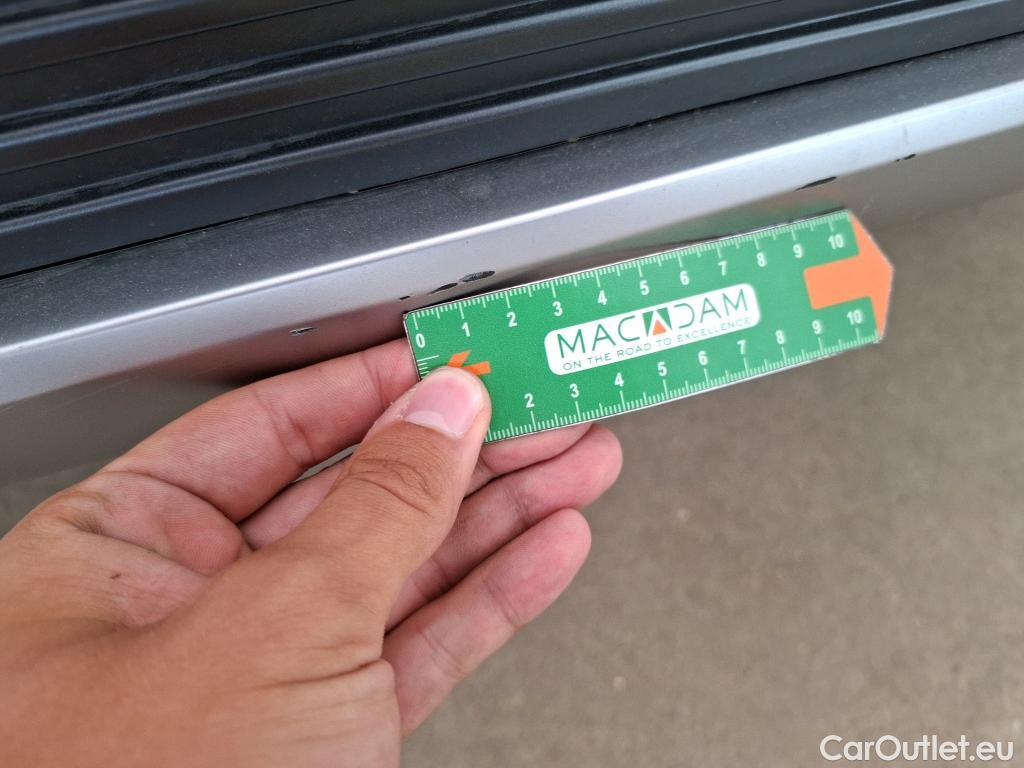 0 1 2 3 4 5 6 7 8 9 10
MACADAM
ON THE ROAD TO EXCELLENCE
2 3 4 5 6 7 8 9 10
CarOutlet.eu